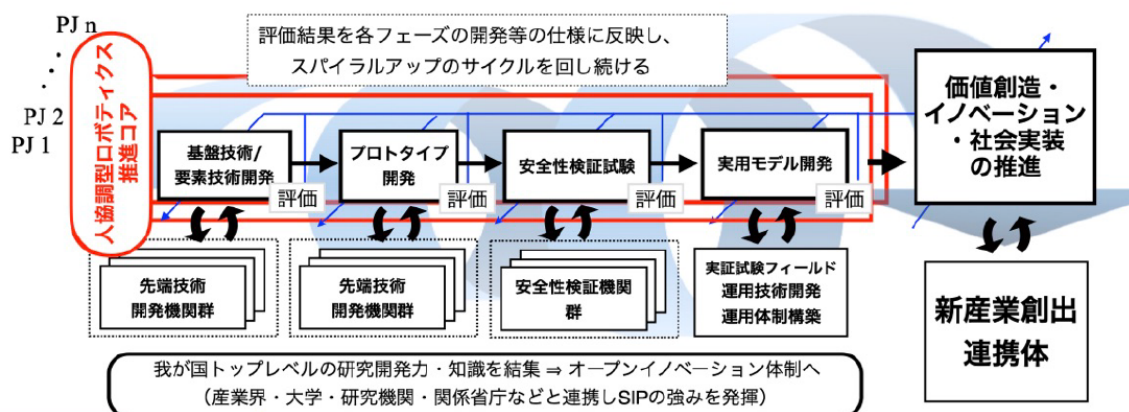 PJ n
PJ 2
PJ 1
人協調型ロボティクス
推進コア
評価結果を各フェーズの開発等の仕様に反映し、
スパイラルアップのサイクルを回し続ける
基盤技術/
要素技術開発
評価
プロトタイプ
開発
評価
安全性検証試験
評価
実用モデル開発
評価
価値創造・
イノベーション
・社会実装
の推進
先端技術
開発機関群
先端技術
開発機関群
安全性検証機関
群
実証試験フィールド
運用技術開発
運用体制構築
新産業創出
連携体
我が国トップレベルの研究開発力・知識を結集 ⇒ オープンイノベーション体制へ
（産業界・大学・研究機関・関係省庁などと連携しSIPの強みを発揮）